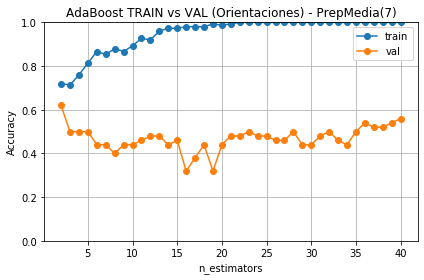 AdaBoost TRAIN vs VAL (Orientaciones) - PrepMedia(7)
1.0
0.8
0.6
0.4
0.2
0.0
Accuracy
train
val
5 10 15 20 25 30 35 40
n_estimators